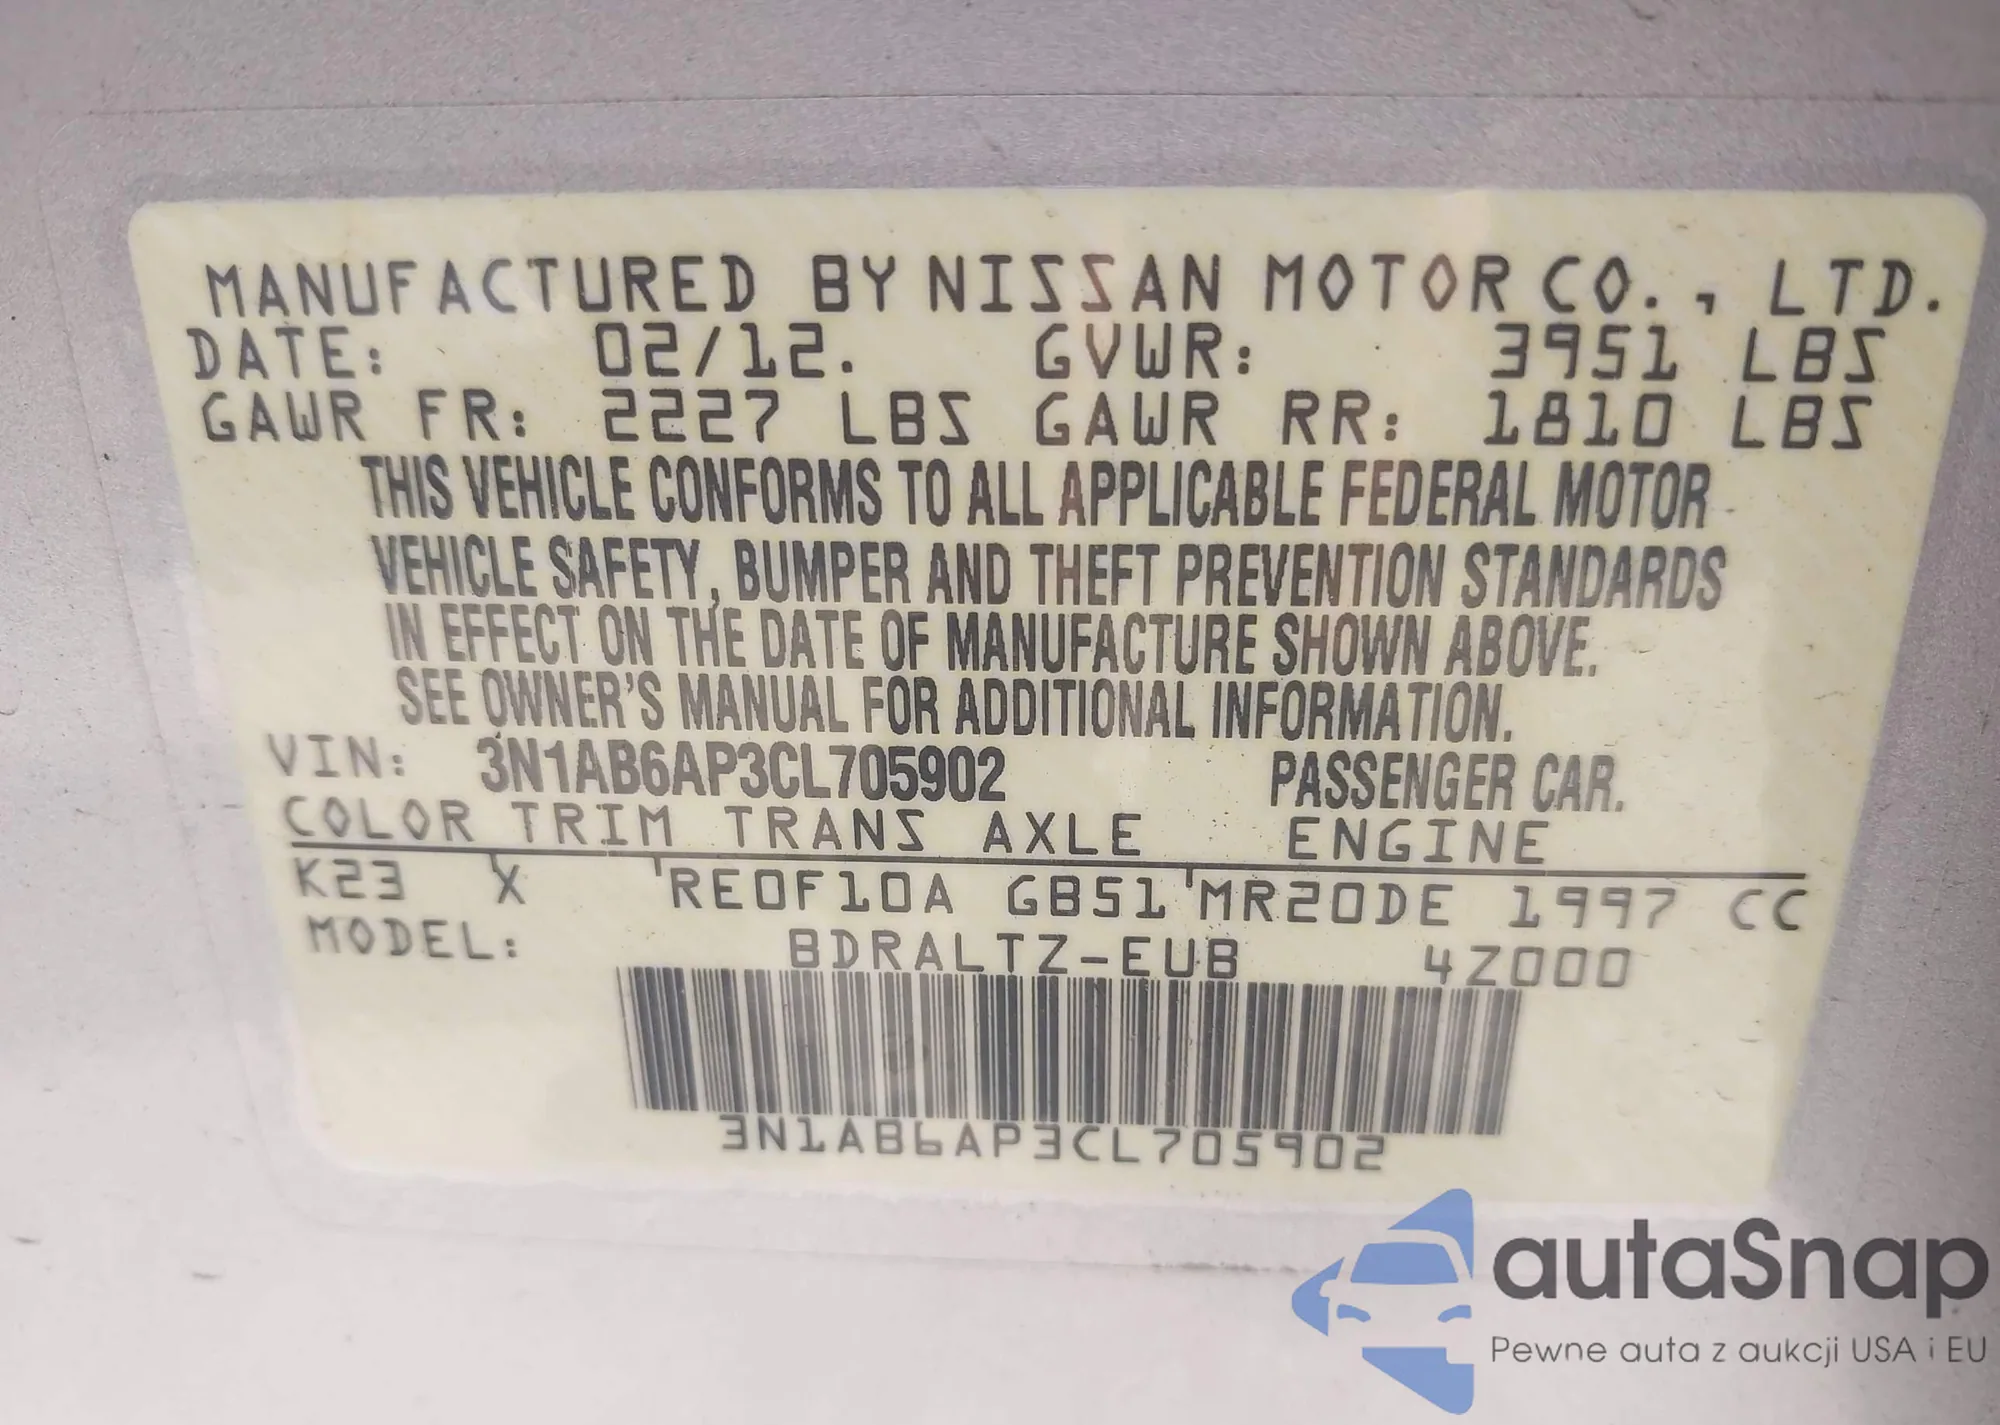 MANUFACTURED BY NISSAN MOTOR CO., LTD.
DATE: 02/12. GVWR: 3951 LBS
GAWR FR: 2227 LBS GAWR RR: 1810 LBS
THIS VEHICLE CONFORMS TO ALL APPLICABLE FEDERAL MOTOR
VEHICLE SAFETY, BUMPER AND THEFT PREVENTION STANDARDS
IN EFFECT ON THE DATE OF MANUFACTURE SHOWN ABOVE.
SEE OWNER'S MANUAL FOR ADDITIONAL INFORMATION.
VIN: 3N1AB6AP3CL705902 PASSENGER CAR.
COLOR TRIM TRANS AXLE ENGINE
K23 X RE0F10A GB51 MR20DE 1997 CC
MODEL: BDRALTZ-EUB 4Z000
3N1AB6AP3CL705902
autaSnap
Pewne auta z aukcji USA i EU